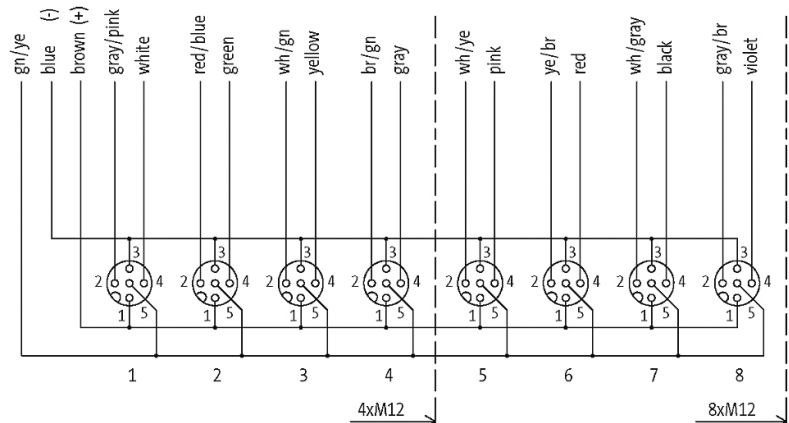 gn/ye
blue (-)
brown (+)
gray/pink
white
red/blue
green
wh/gn
yellow
br/gn
gray
wh/ye
pink
ye/br
red
wh/gray
black
gray/br
violet
3 3 3 3 3 3 3 3
2 4 2 4 2 4 2 4 2 4 2 4 2 4 2 4
1 5 1 5 1 5 1 5 1 5 1 5 1 5 1 5
1 2 3 4 5 6 7 8
4xM12 8xM12